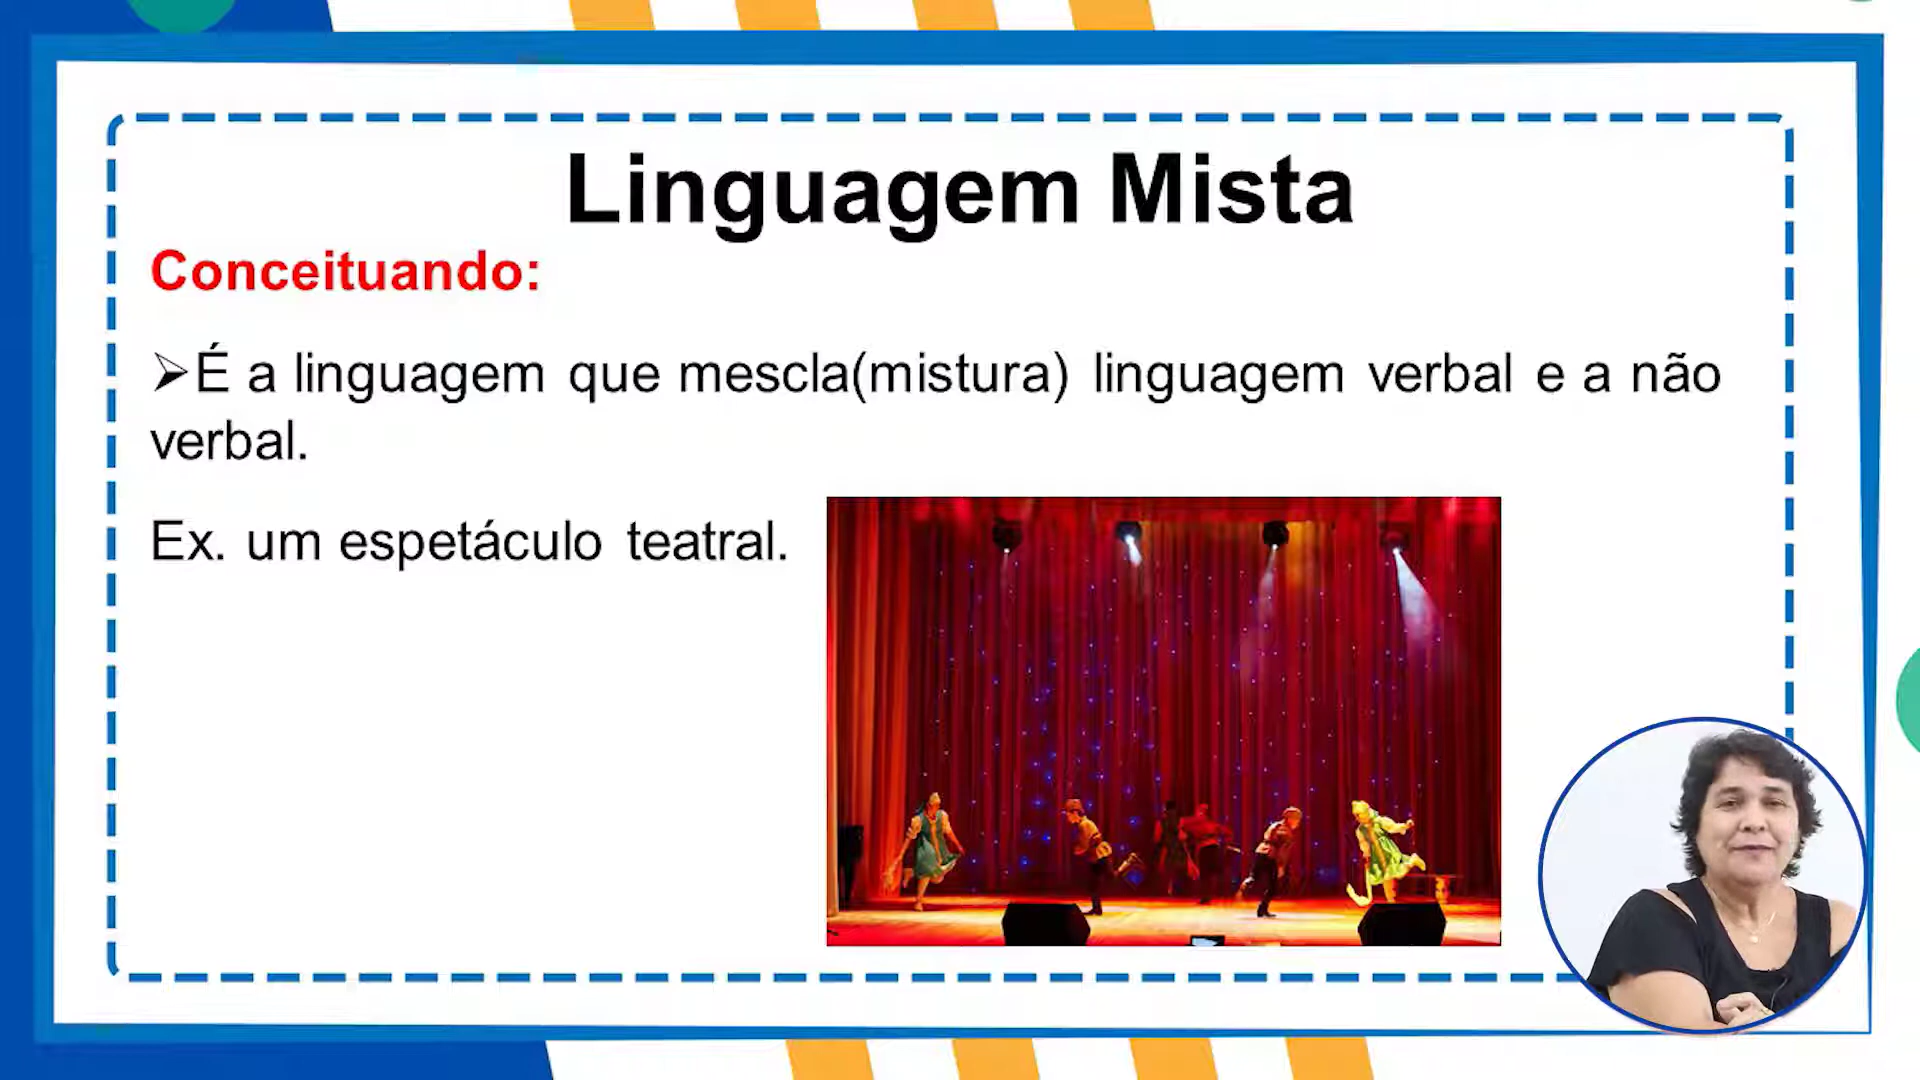 Linguagem Mista
Conceituando:
➢É a linguagem que mescla(mistura) linguagem verbal e a não
verbal.
Ex. um espetáculo teatral.